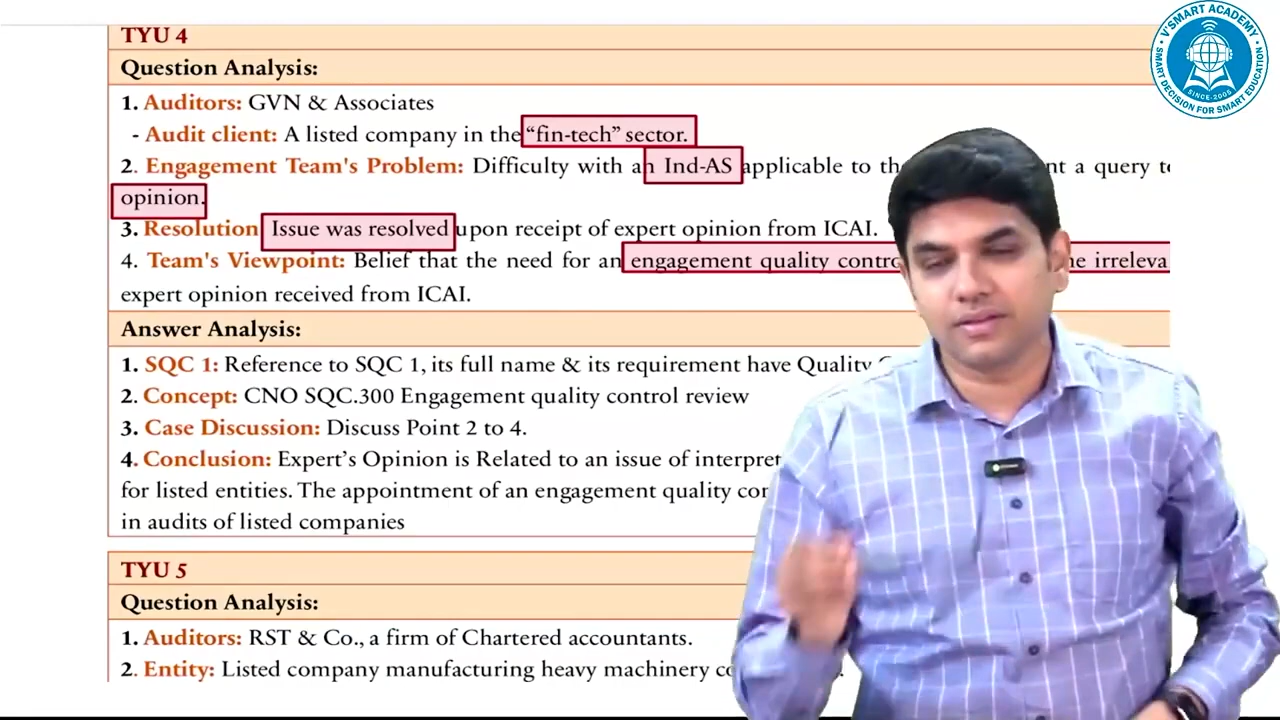 TYU 4
Question Analysis:
1. Auditors: GVN & Associates
- Audit client: A listed company in the “fin-tech” sector.
2. Engagement Team's Problem: Difficulty with an Ind-AS applicable to the nt a query
opinion.
3. Resolution Issue was resolved upon receipt of expert opinion from ICAI.
4. Team's Viewpoint: Belief that the need for an engagement quality
expert opinion received from ICAI.
Answer Analysis:
1. SQC 1: Reference to SQC 1, its full name & its requirement have Quality
2. Concept: CNO SQC.300 Engagement quality control review
3. Case Discussion: Discuss Point 2 to 4.
4. Conclusion: Expert’s Opinion is Related to an issue of
for listed entities. The appointment of an engagement quality
in audits of listed companies
TYU 5
Question Analysis:
1. Auditors: RST & Co., a firm of Chartered accountants.
2. Entity: Listed company manufacturing heavy machinery
V'SMART ACADEMY
SINCE-2005
SMART DECISION FOR SMART EDUCATION